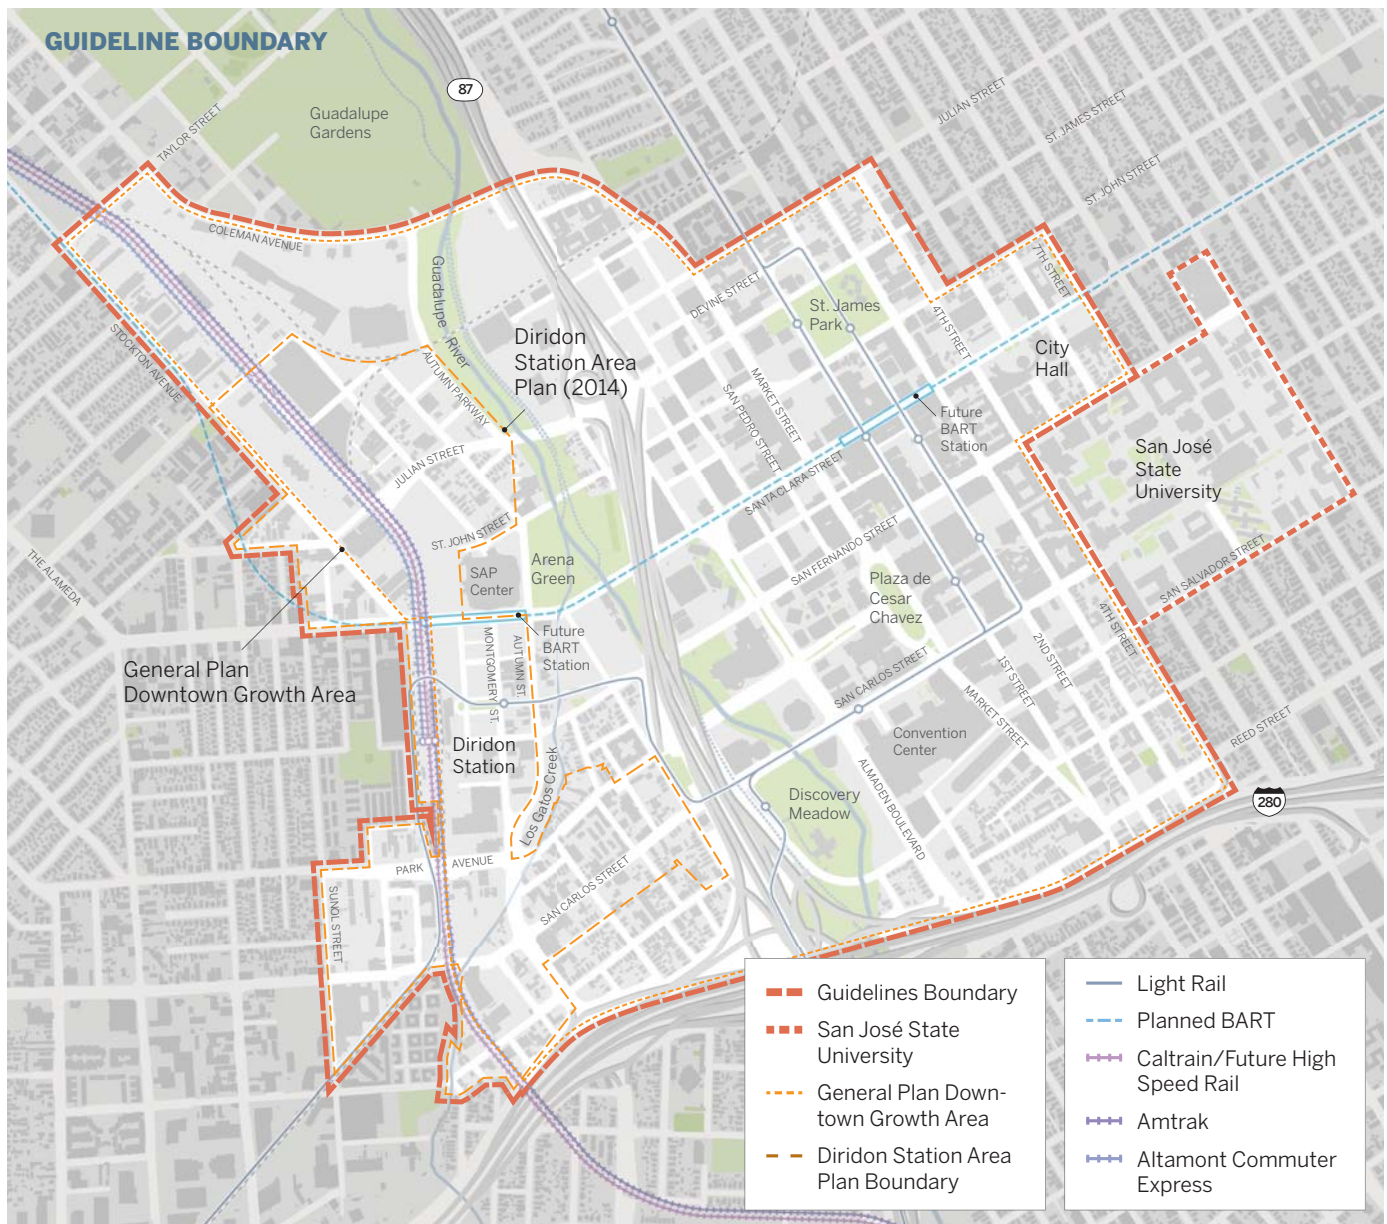 GUIDELINE BOUNDARY
87
Guadalupe
Gardens
TAYLOR STREET
JULIAN STREET
ST. JAMES STREET
ST. JOHN STREET
COLEMAN AVENUE
Guadalupe River
7TH STREET
DEVINE STREET
St. James
Park
4TH STREET
STOCKTON AVENUE
Diridon
Station Area
Plan (2014)
AUTUMN PARKWAY
City
Hall
MARKET STREET
SAN PEDRO STREET
Future
BART
Station
JULIAN STREET
San José
State
University
SANTA CLARA STREET
ST. JOHN STREET
SAN FERNANDO STREET
THE ALAMEDA
SAP
Center
Arena
Green
Plaza de
Cesar
Chavez
SAN SALVADOR STREET
4TH STREET
Future
BART
Station
MONTGOMERY ST.
AUTUMN ST.
2ND STREET
1ST STREET
General Plan
Downtown Growth Area
SAN CARLOS STREET
MARKET STREET
REED STREET
Diridon
Station
Convention
Center
Los Gatos Creek
ALMADEN BOULEVARD
Discovery
Meadow
280
PARK AVENUE
SUNOL STREET
SAN CARLOS STREET
Guidelines Boundary
San José State
University
General Plan Down-
town Growth Area
Diridon Station Area
Plan Boundary
Light Rail
Planned BART
Caltrain/Future High
Speed Rail
Amtrak
Altamont Commuter
Express